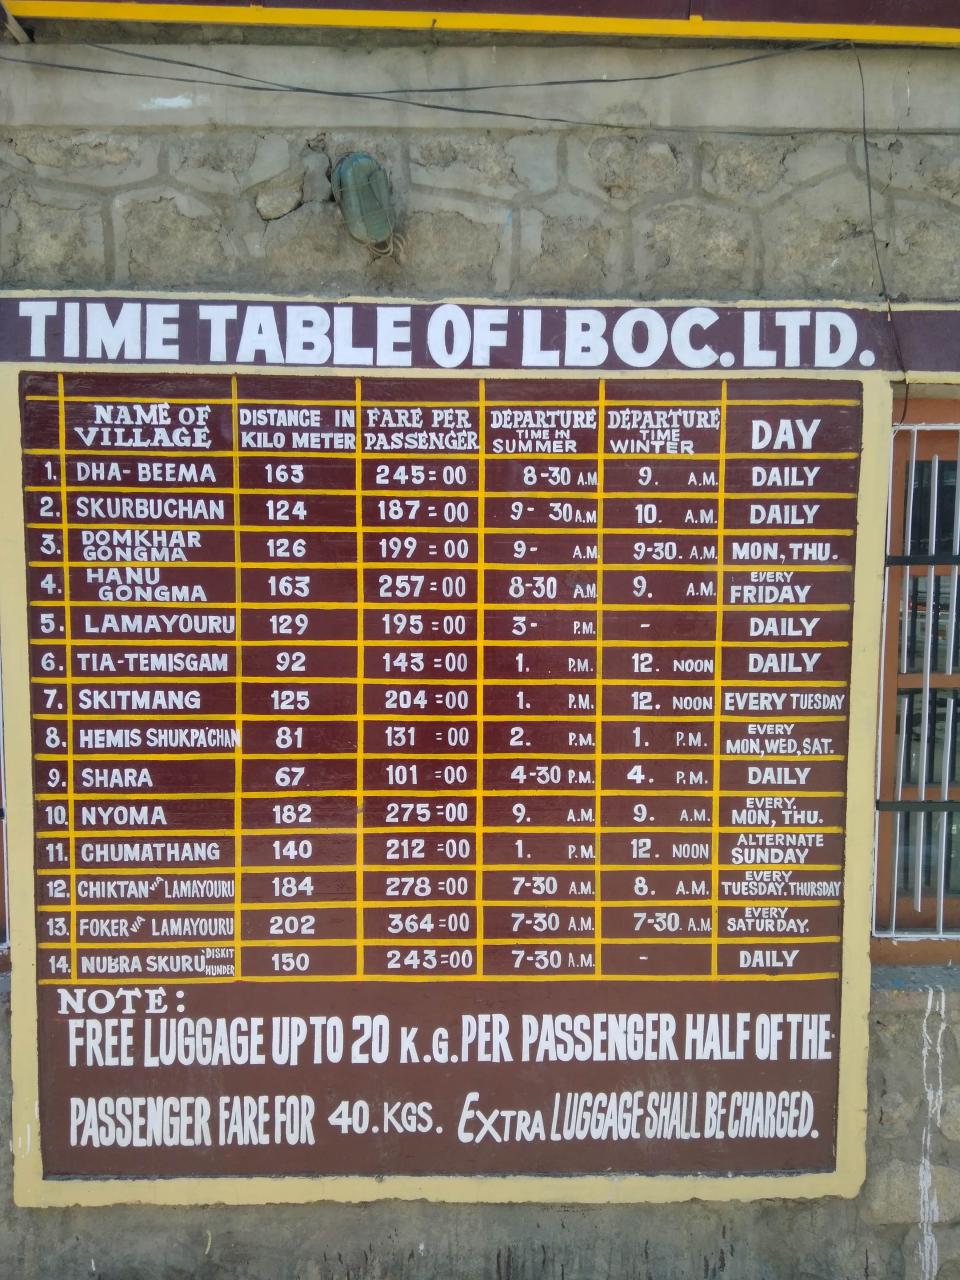 TIME TABLE OF LBOC. LTD.
NAME OF VILLAGE DISTANCE IN KILO METER FARE PER PASSENGER DEPARTURE TIME IN SUMMER DEPARTURE TIME WINTER DAY
1. DHA-BEEMA 163 245=00 8-30 A.M. 9. A.M. DAILY
2. SKURBUCHAN 124 187=00 9-30 A.M 10. A.M. DAILY
3. DOMKHAR GONGMA 126 199=00 9- A.M. 9-30. A.M. MON, THU.
4. HANU GONGMA 163 257=00 8-30 A.M. 9. A.M. EVERY FRIDAY
5. LAMAYOURU 129 195=00 3- P.M. - DAILY
6. TIA-TEMISGAM 92 143=00 1. P.M. 12. NOON DAILY
7. SKITMANG 125 204=00 1. P.M. 12. NOON EVERY TUESDAY
8. HEMIS SHUKPA'CHAN 81 131=00 2. P.M. 1. P.M. EVERY MON, WED, SAT.
9. SHARA 67 101=00 4-30 P.M. 4. P.M. DAILY
10. NYOMA 182 275=00 9. A.M. 9. A.M. EVERY. MON, THU.
11. CHUMATHANG 140 212=00 1. P.M. 12. NOON ALTERNATE SUNDAY
12. CHIKTAN VIA LAMAYOURU 184 278=00 7-30 A.M. 8. A.M. EVERY TUESDAY, THURSDAY
13. FOKER VIA LAMAYOURU 202 364=00 7-30 A.M. 7-30. A.M. EVERY SATURDAY.
14. NUBRA SKURU DISKIT HUNDER 150 243=00 7-30 A.M. - DAILY
NOTE:
FREE LUGGAGE UP TO 20 K.G. PER PASSENGER HALF OF THE
PASSENGER FARE FOR 40. KGS. EXTRA LUGGAGE SHALL BE CHARGED.